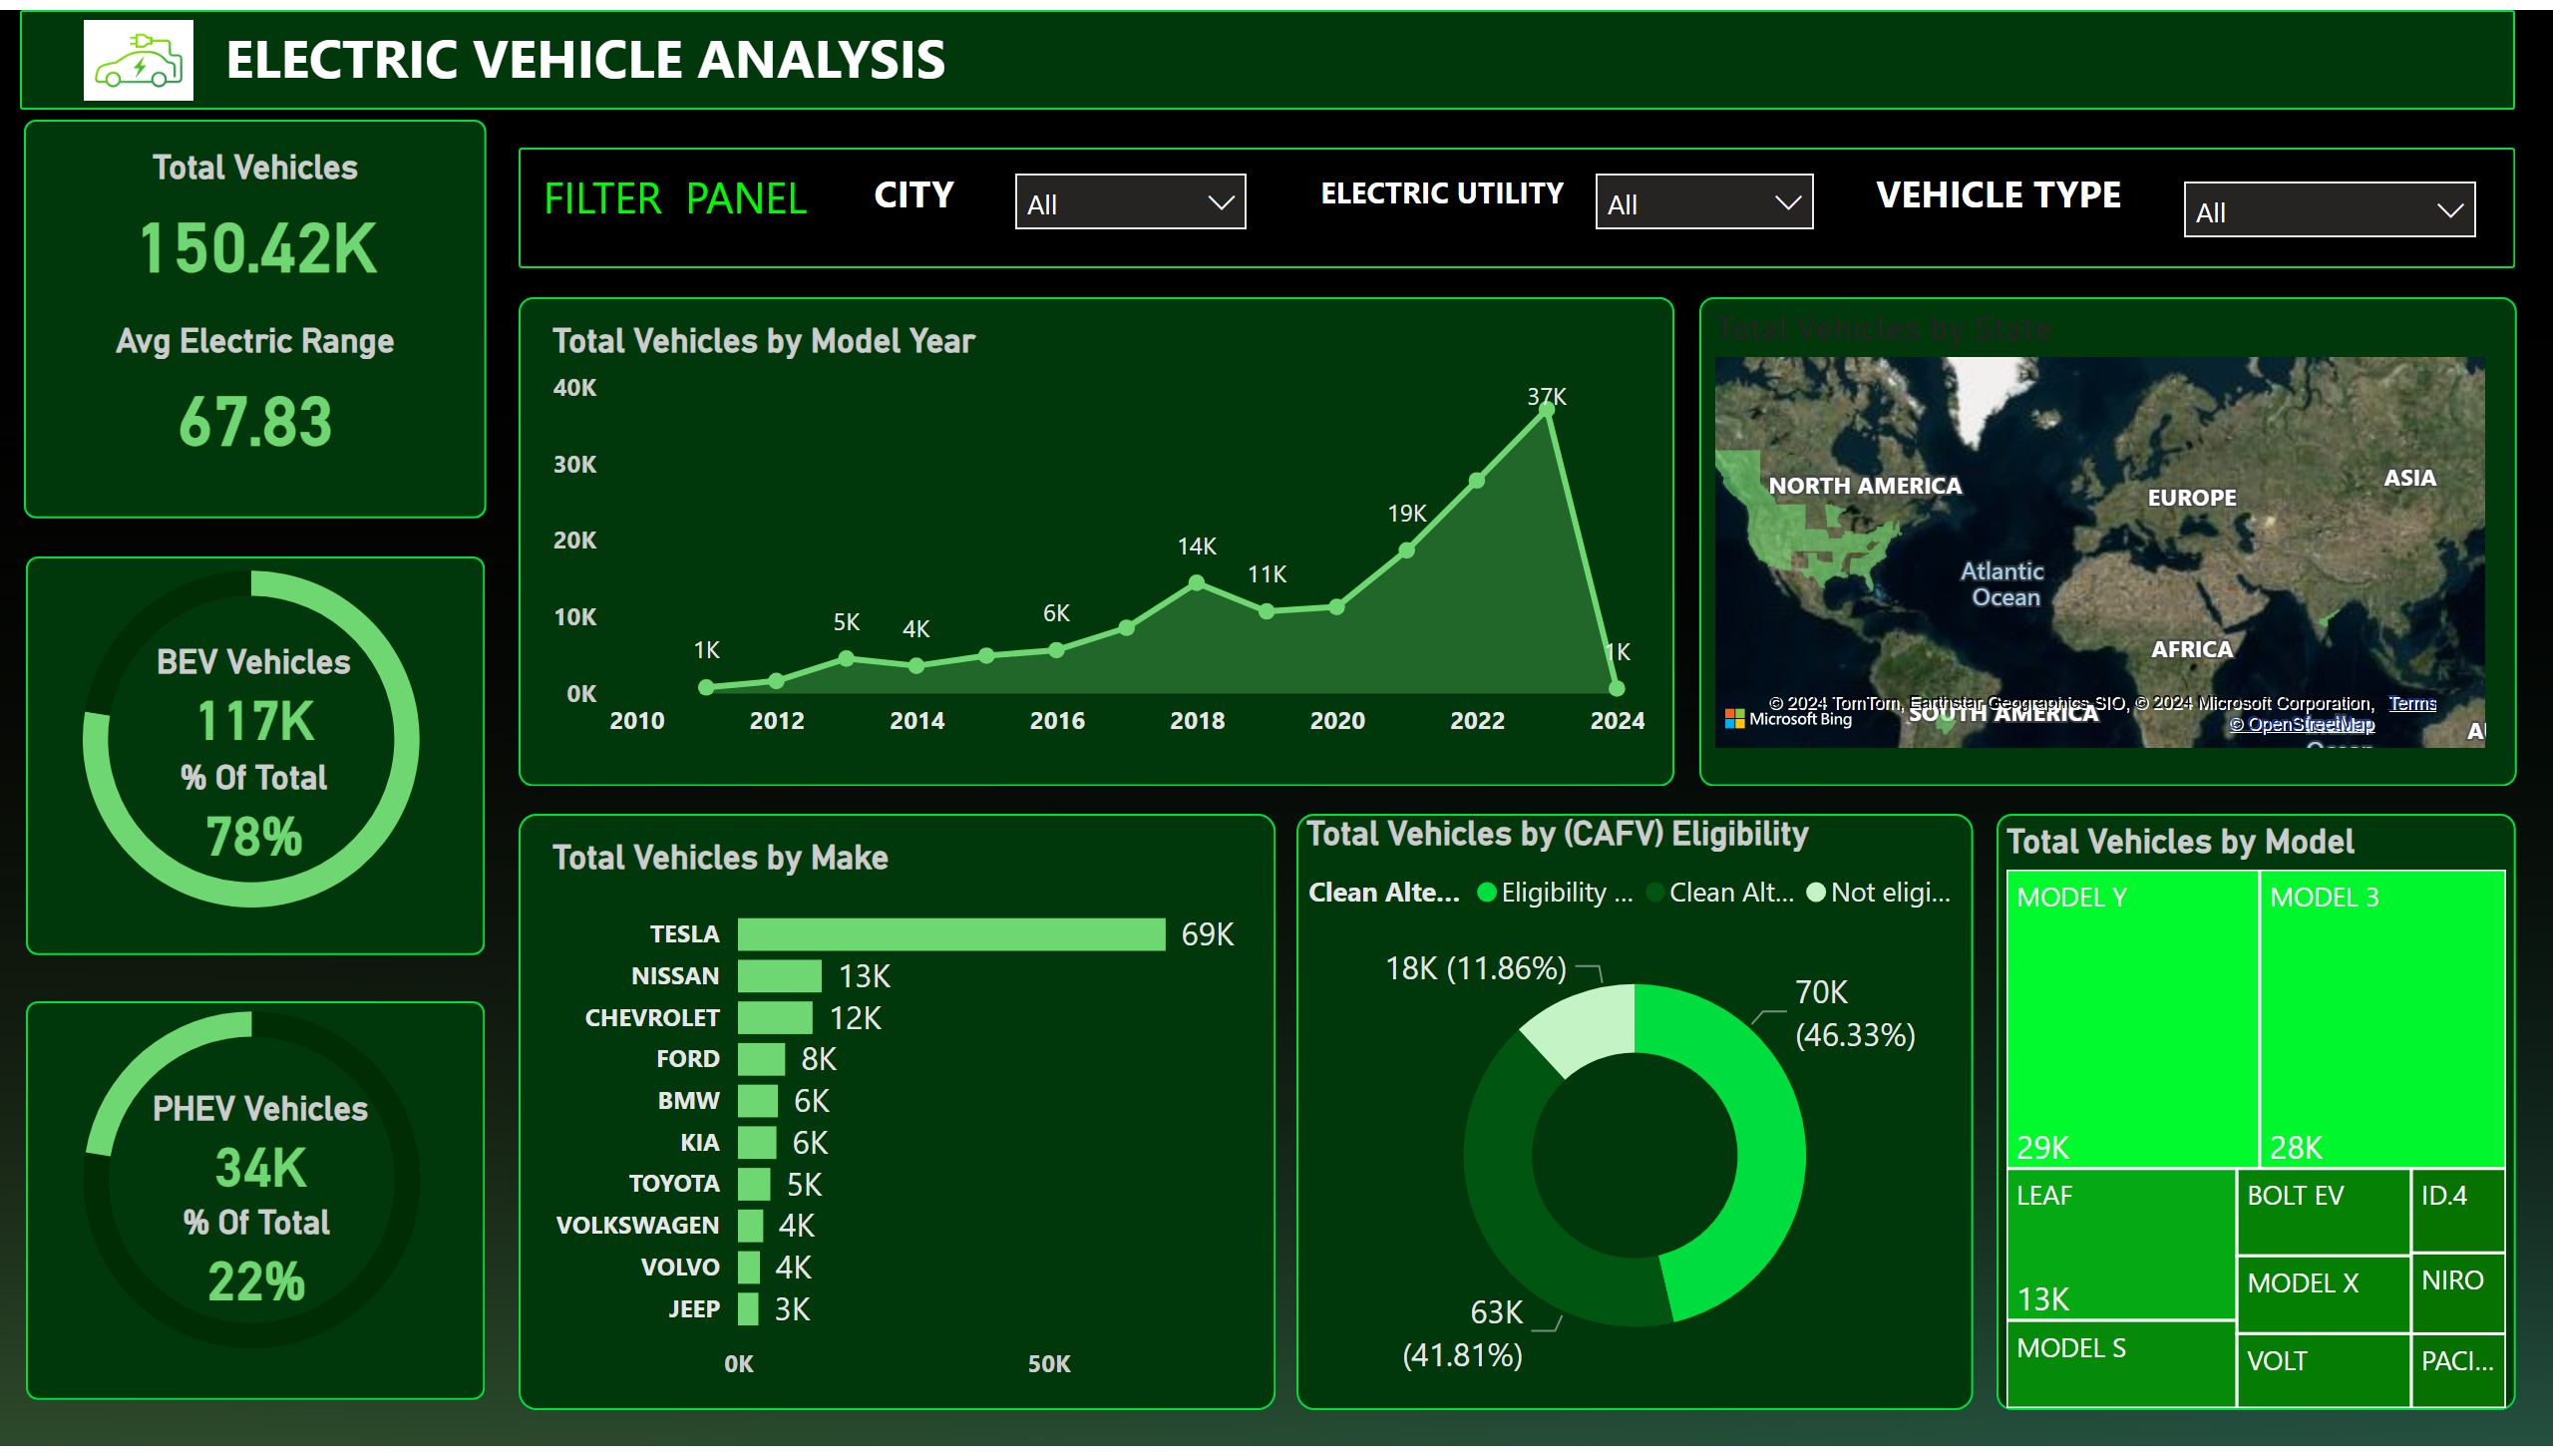 ELECTRIC VEHICLE ANALYSIS
Total Vehicles
150.42K
Avg Electric Range
67.83
FILTER PANEL
CITY
All
ELECTRIC UTILITY
All
VEHICLE TYPE
All
BEV Vehicles
117K
% Of Total
78%
PHEV Vehicles
34K
% Of Total
22%
Total Vehicles by Model Year
40K
30K
20K
10K
0K
1K
5K
4K
6K
14K
11K
19K
37K
1K
2010 2012 2014 2016 2018 2020 2022 2024
Total Vehicles by State
NORTH AMERICA
EUROPE
ASIA
Atlantic
Ocean
AFRICA
SOUTH AMERICA
© 2024 TomTom, Earthstar Geographics SIO, © 2024 Microsoft Corporation, Terms
© OpenStreetMap
Microsoft Bing
Total Vehicles by Make
TESLA 69K
NISSAN 13K
CHEVROLET 12K
FORD 8K
BMW 6K
KIA 6K
TOYOTA 5K
VOLKSWAGEN 4K
VOLVO 4K
JEEP 3K
0K 50K
Total Vehicles by (CAFV) Eligibility
Clean Alte... Eligibility ... Clean Alt... Not eligi...
18K (11.86%)
70K
(46.33%)
63K
(41.81%)
Total Vehicles by Model
MODEL Y
29K
MODEL 3
28K
LEAF
13K
MODEL S
BOLT EV
MODEL X
VOLT
ID.4
NIRO
PACI...